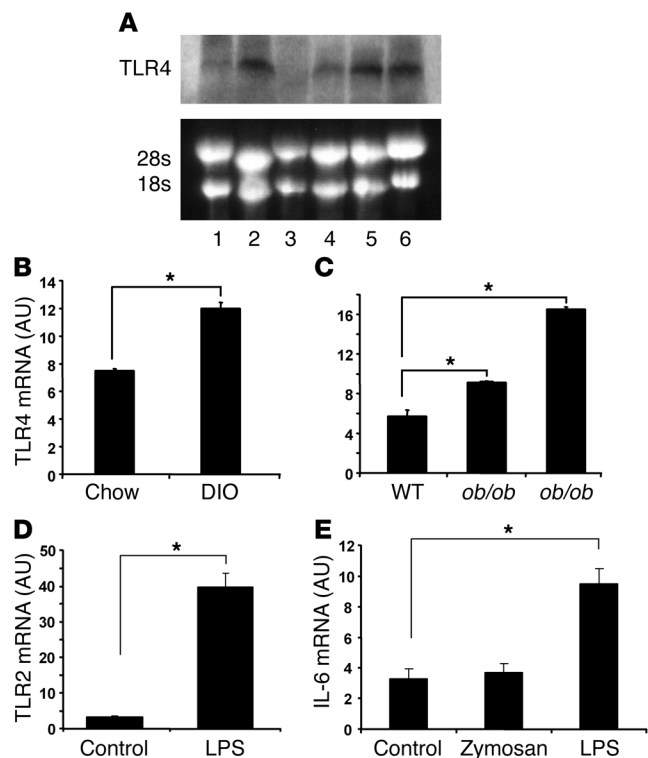 A
TLR4
28s
18s
1 2 3 4 5 6
B
TLR4 mRNA (AU)
14
12
10
8
6
4
2
0
*
Chow DIO
C
16
12
8
4
0
*
*
WT ob/ob ob/ob
D
TLR2 mRNA (AU)
50
40
30
20
10
5
0
*
Control LPS
E
IL-6 mRNA (AU)
12
10
8
6
4
2
0
*
Control Zymosan LPS